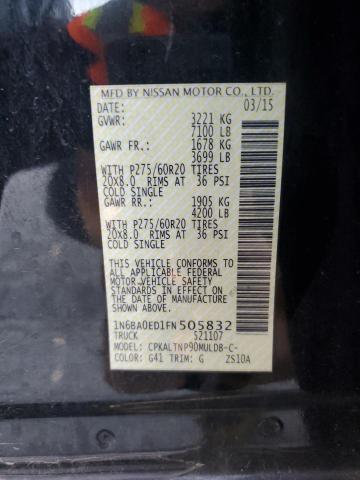 MFD BY NISSAN MOTOR CO., LTD.
DATE: 03/15
GVWR: 3221 KG
7100 LB
GAWR FR.: 1678 KG
3699 LB
WITH P275/60R20 TIRES
20X8.0 RIMS AT 36 PSI
COLD SINGLE
GAWR RR.: 1905 KG
4200 LB
WITH P275/60R20 TIRES
20X8.0 RIMS AT 36 PSI
COLD SINGLE
THIS VEHICLE CONFORMS TO
ALL APPLICABLE FEDERAL
MOTOR VEHICLE SAFETY
STANDARDS IN EFFECT ON
THE DATE OF MANUFACTURE
SHOWN ABOVE.
1N6BA0ED1FN505832
TRUCK S21107
MODEL: CPKALTNP90MULDB-C-
COLOR: G41 TRIM: G ZS10A